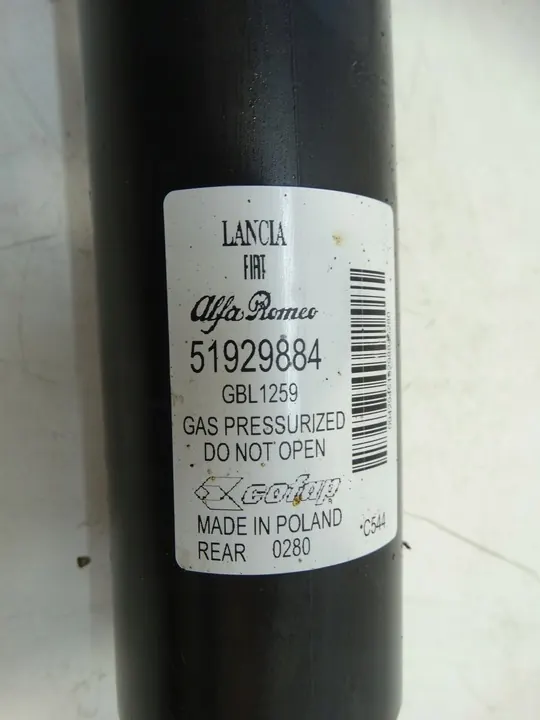 LANCIA
FIAT
Alfa Romeo
51929884
GBL1259
GAS PRESSURIZED
DO NOT OPEN
cofap
MADE IN POLAND
REAR 0280
*C544